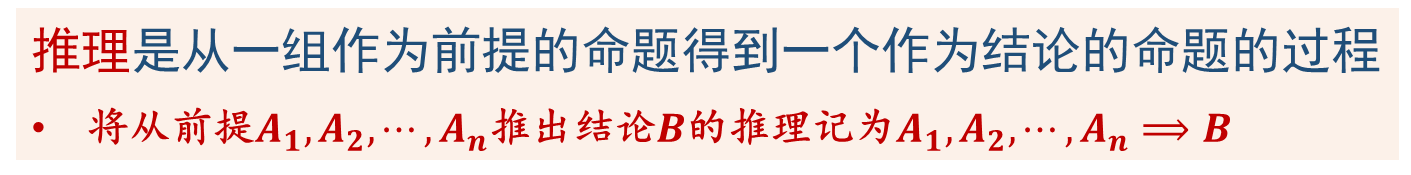 推理是从一组作为前提的命题得到一个作为结论的命题的过程
• 将从前提A₁,A₂,⋯,Aₙ推出结论B的推理记为A₁,A₂,⋯,Aₙ ⟹ B